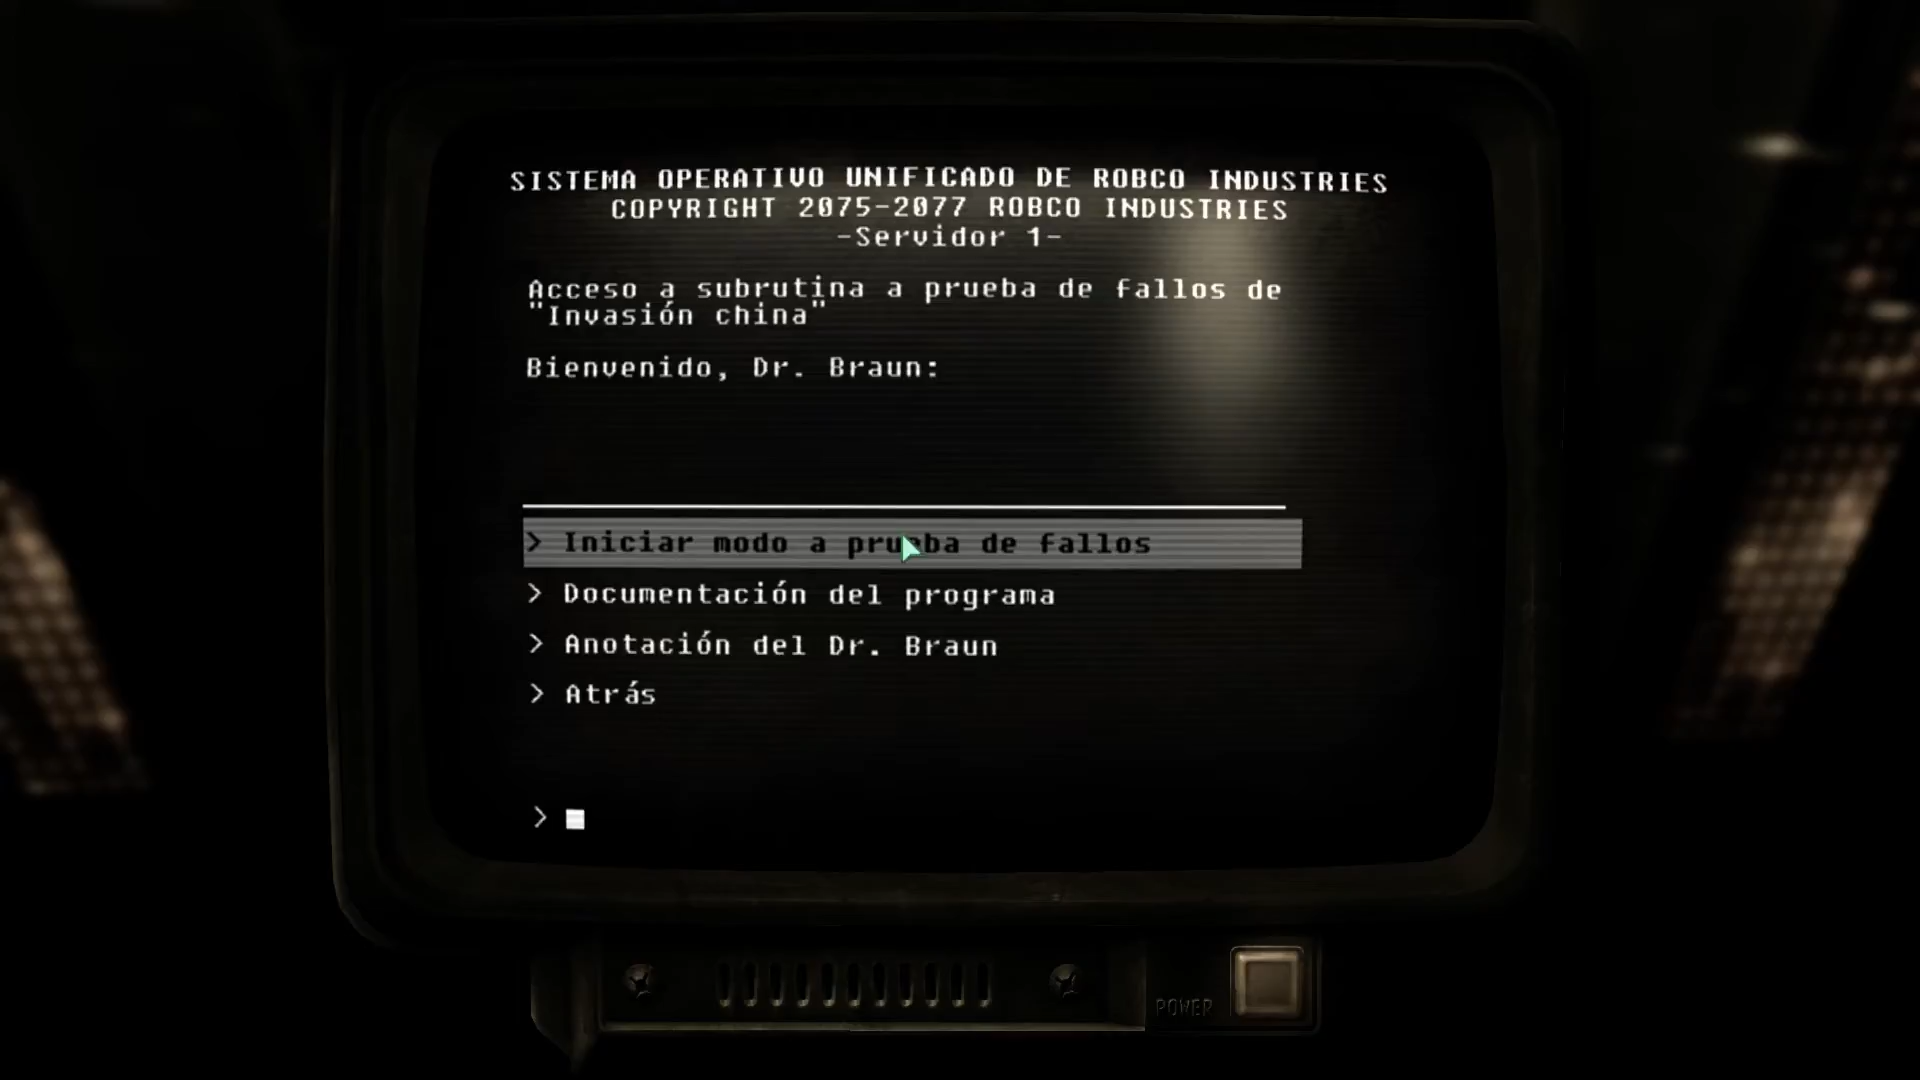 SISTEMA OPERATIVO UNIFICADO DE ROBCO INDUSTRIES
COPYRIGHT 2075-2077 ROBCO INDUSTRIES
-Servidor 1-
Acceso a subrutina a prueba de fallos de
"Invasión china"
Bienvenido, Dr. Braun:
> Iniciar modo a prueba de fallos
> Documentación del programa
> Anotación del Dr. Braun
> Atrás
>
POWER